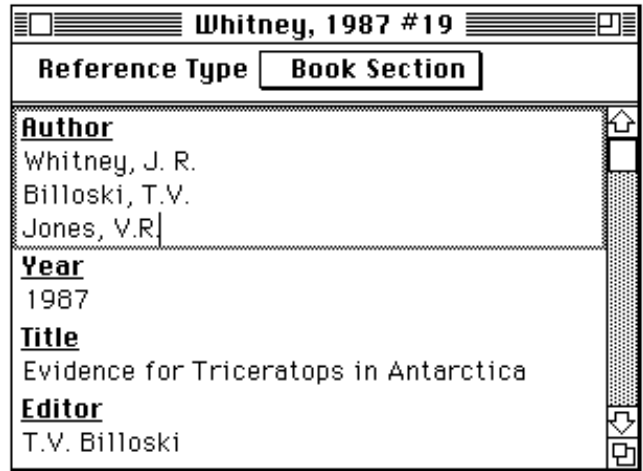 Whitney, 1987 #19
Reference Type Book Section
Author
Whitney, J. R.
Billoski, T.V.
Jones, V.R.
Year
1987
Title
Evidence for Triceratops in Antarctica
Editor
T.V. Billoski